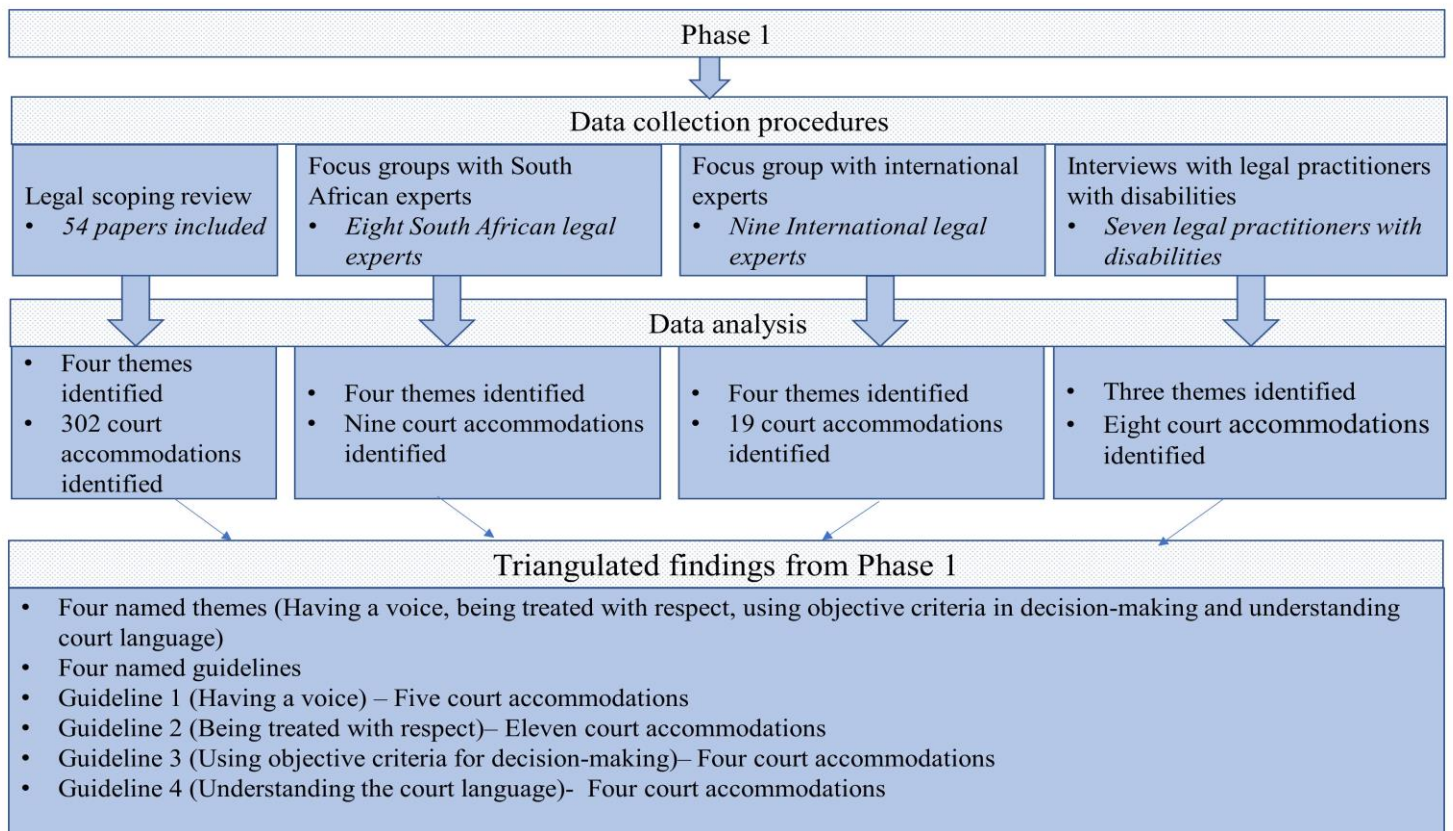 Phase 1
Data collection procedures
Legal scoping review
• 54 papers included
Focus groups with South
African experts
• Eight South African legal
experts
Focus group with international
experts
• Nine International legal
experts
Interviews with legal practitioners
with disabilities
• Seven legal practitioners with
disabilities
Data analysis
• Four themes
identified
• 302 court
accommodations
identified
• Four themes identified
• Nine court accommodations
identified
• Four themes identified
• 19 court accommodations
identified
• Three themes identified
• Eight court accommodations
identified
Triangulated findings from Phase 1
• Four named themes (Having a voice, being treated with respect, using objective criteria in decision-making and understanding
court language)
• Four named guidelines
• Guideline 1 (Having a voice) – Five court accommodations
• Guideline 2 (Being treated with respect)– Eleven court accommodations
• Guideline 3 (Using objective criteria for decision-making)– Four court accommodations
• Guideline 4 (Understanding the court language)- Four court accommodations